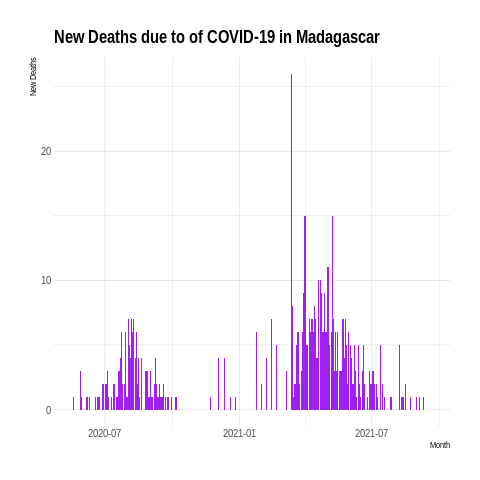 New Deaths due to of COVID-19 in Madagascar
New Deaths
20
10
0
2020-07
2021-01
2021-07
Month